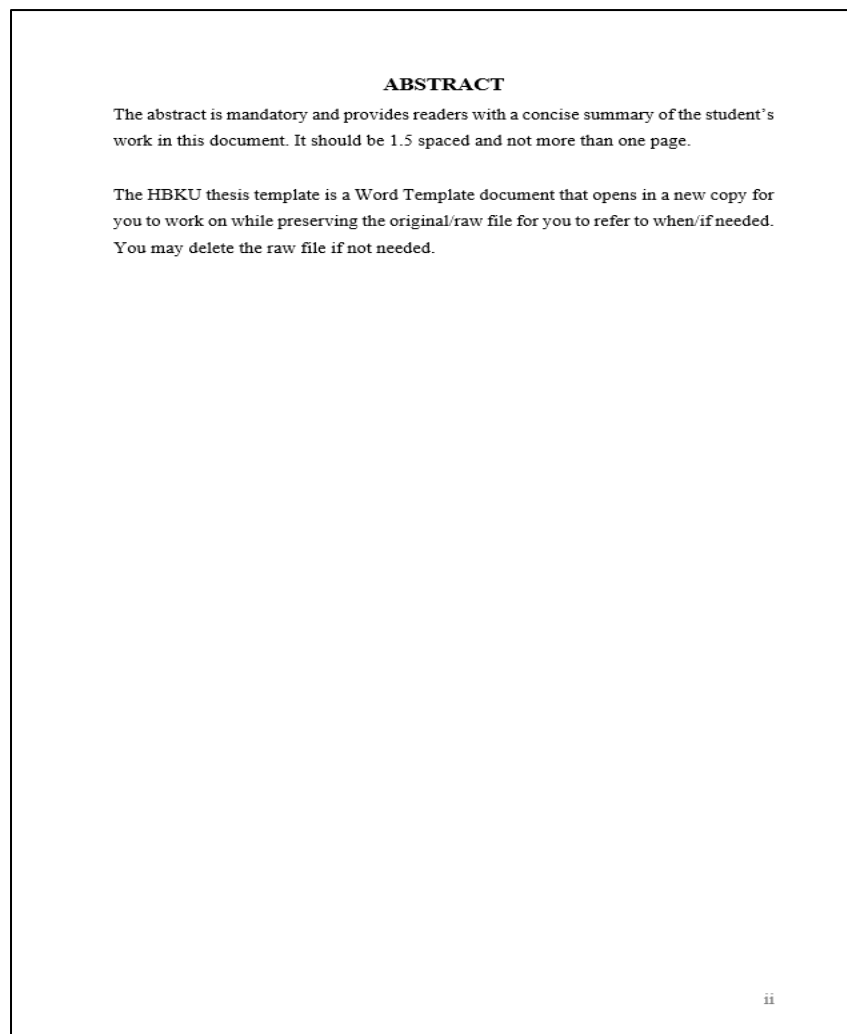 ABSTRACT
The abstract is mandatory and provides readers with a concise summary of the student’s
work in this document. It should be 1.5 spaced and not more than one page.
The HBKU thesis template is a Word Template document that opens in a new copy for
you to work on while preserving the original/raw file for you to refer to when/if needed.
You may delete the raw file if not needed.
ii